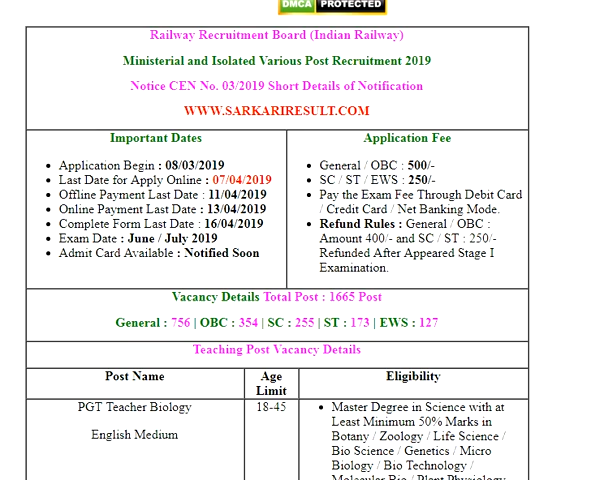 DMCA PROTECTED
Railway Recruitment Board (Indian Railway)
Ministerial and Isolated Various Post Recruitment 2019
Notice CEN No. 03/2019 Short Details of Notification
WWW.SARKARIRESULT.COM
Important Dates
Application Begin : 08/03/2019
Last Date for Apply Online : 07/04/2019
Offline Payment Last Date : 11/04/2019
Online Payment Last Date : 13/04/2019
Complete Form Last Date : 16/04/2019
Exam Date : June / July 2019
Admit Card Available : Notified Soon
Application Fee
General / OBC : 500/-
SC / ST / EWS : 250/-
Pay the Exam Fee Through Debit Card
/ Credit Card / Net Banking Mode.
Refund Rules : General / OBC :
Amount 400/- and SC / ST : 250/-
Refunded After Appeared Stage I
Examination.
Vacancy Details Total Post : 1665 Post
General : 756 | OBC : 354 | SC : 255 | ST : 173 | EWS : 127
Teaching Post Vacancy Details
Post Name
Age
Limit
Eligibility
PGT Teacher Biology
English Medium
18-45
Master Degree in Science with at
Least Minimum 50% Marks in
Botany / Zoology / Life Science /
Bio Science / Genetics / Micro
Biology / Bio Technology /
Molecular Bio / Plant Physiology